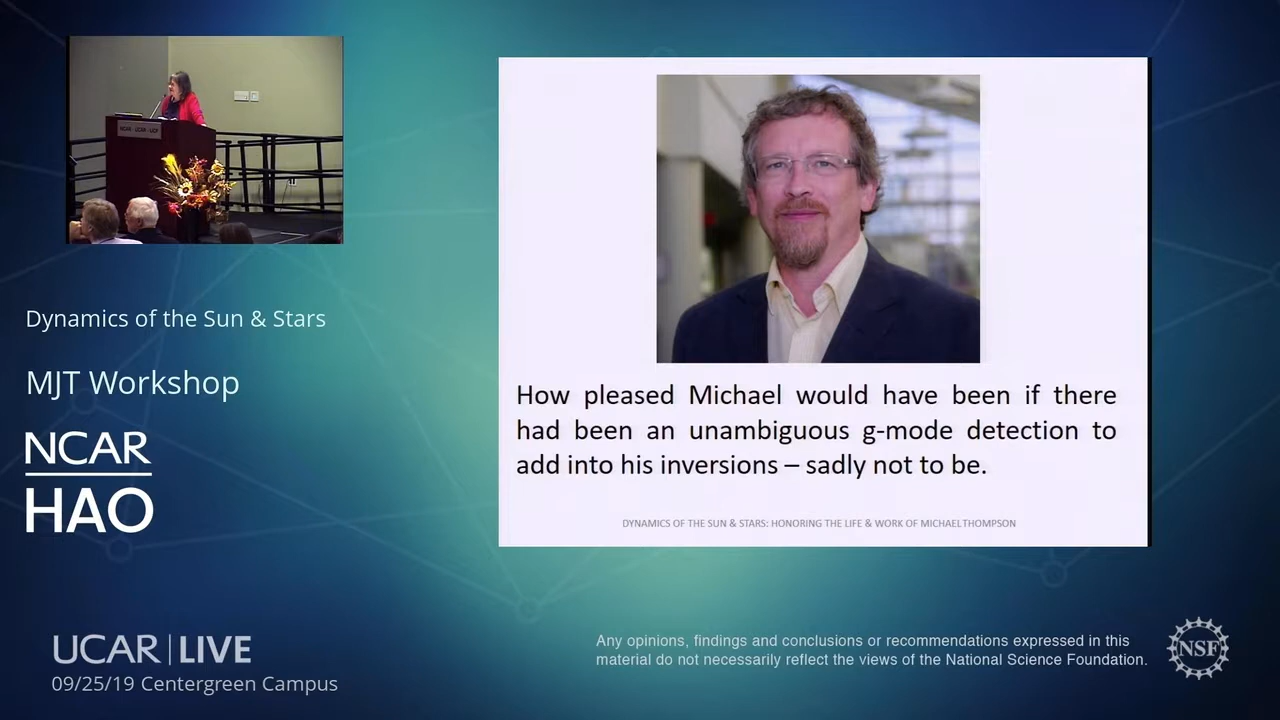 NCAR · UCAR · UCP
Dynamics of the Sun & Stars
MJT Workshop
NCAR
HAO
UCAR | LIVE
09/25/19 Centergreen Campus
How pleased Michael would have been if there
had been an unambiguous g-mode detection to
add into his inversions – sadly not to be.
DYNAMICS OF THE SUN & STARS: HONORING THE LIFE & WORK OF MICHAEL THOMPSON
Any opinions, findings and conclusions or recommendations expressed in this
material do not necessarily reflect the views of the National Science Foundation.
NSF